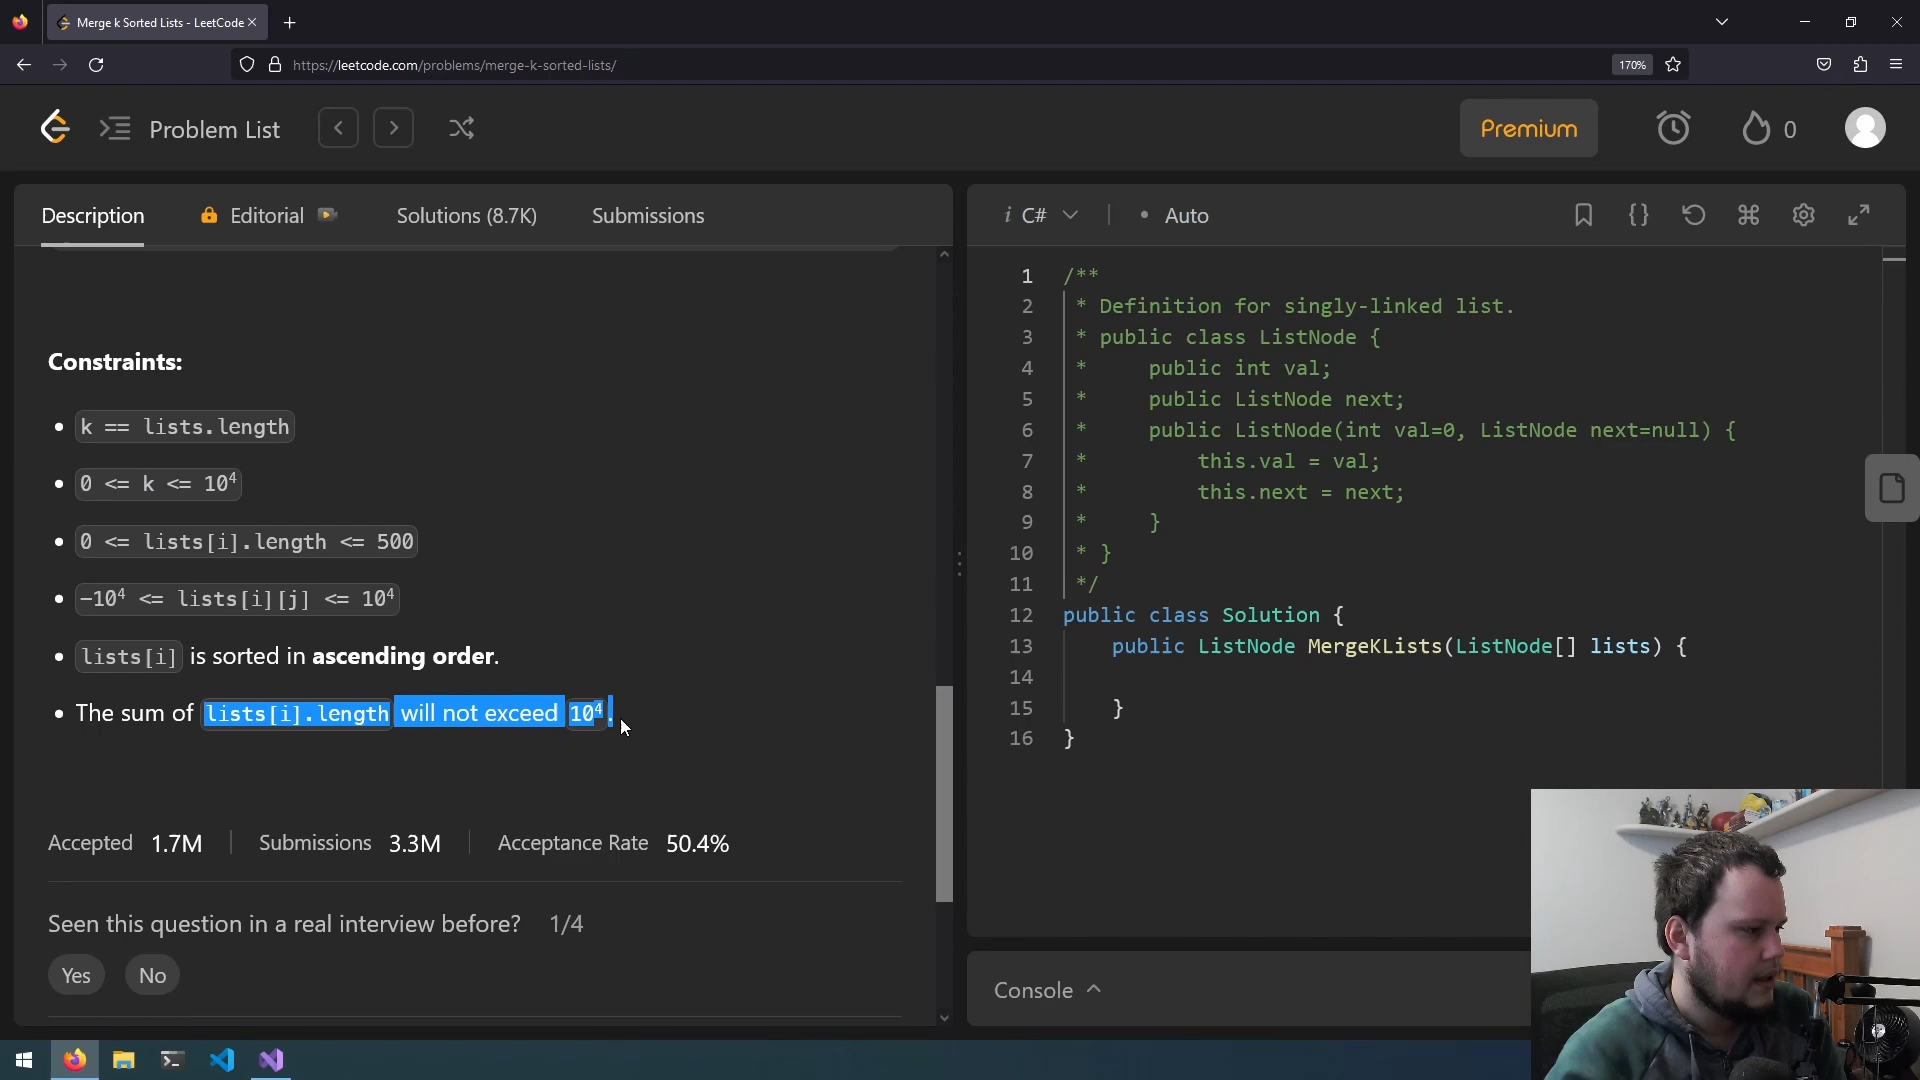 Merge k Sorted Lists - LeetCode
https://leetcode.com/problems/merge-k-sorted-lists/
170%
Problem List
Premium
0
Description
Editorial
Solutions (8.7K)
Submissions
Constraints:
k == lists.length
0 <= k <= 10⁴
0 <= lists[i].length <= 500
-10⁴ <= lists[i][j] <= 10⁴
lists[i] is sorted in ascending order.
The sum of lists[i].length will not exceed 10⁴.
Accepted 1.7M
Submissions 3.3M
Acceptance Rate 50.4%
Seen this question in a real interview before? 1/4
Yes
No
i C#
Auto
1 /**
2 * Definition for singly-linked list.
3 * public class ListNode {
4 *     public int val;
5 *     public ListNode next;
6 *     public ListNode(int val=0, ListNode next=null) {
7 *         this.val = val;
8 *         this.next = next;
9 *     }
10 * }
11 */
12 public class Solution {
13     public ListNode MergeKLists(ListNode[] lists) {
14
15     }
16 }
Console